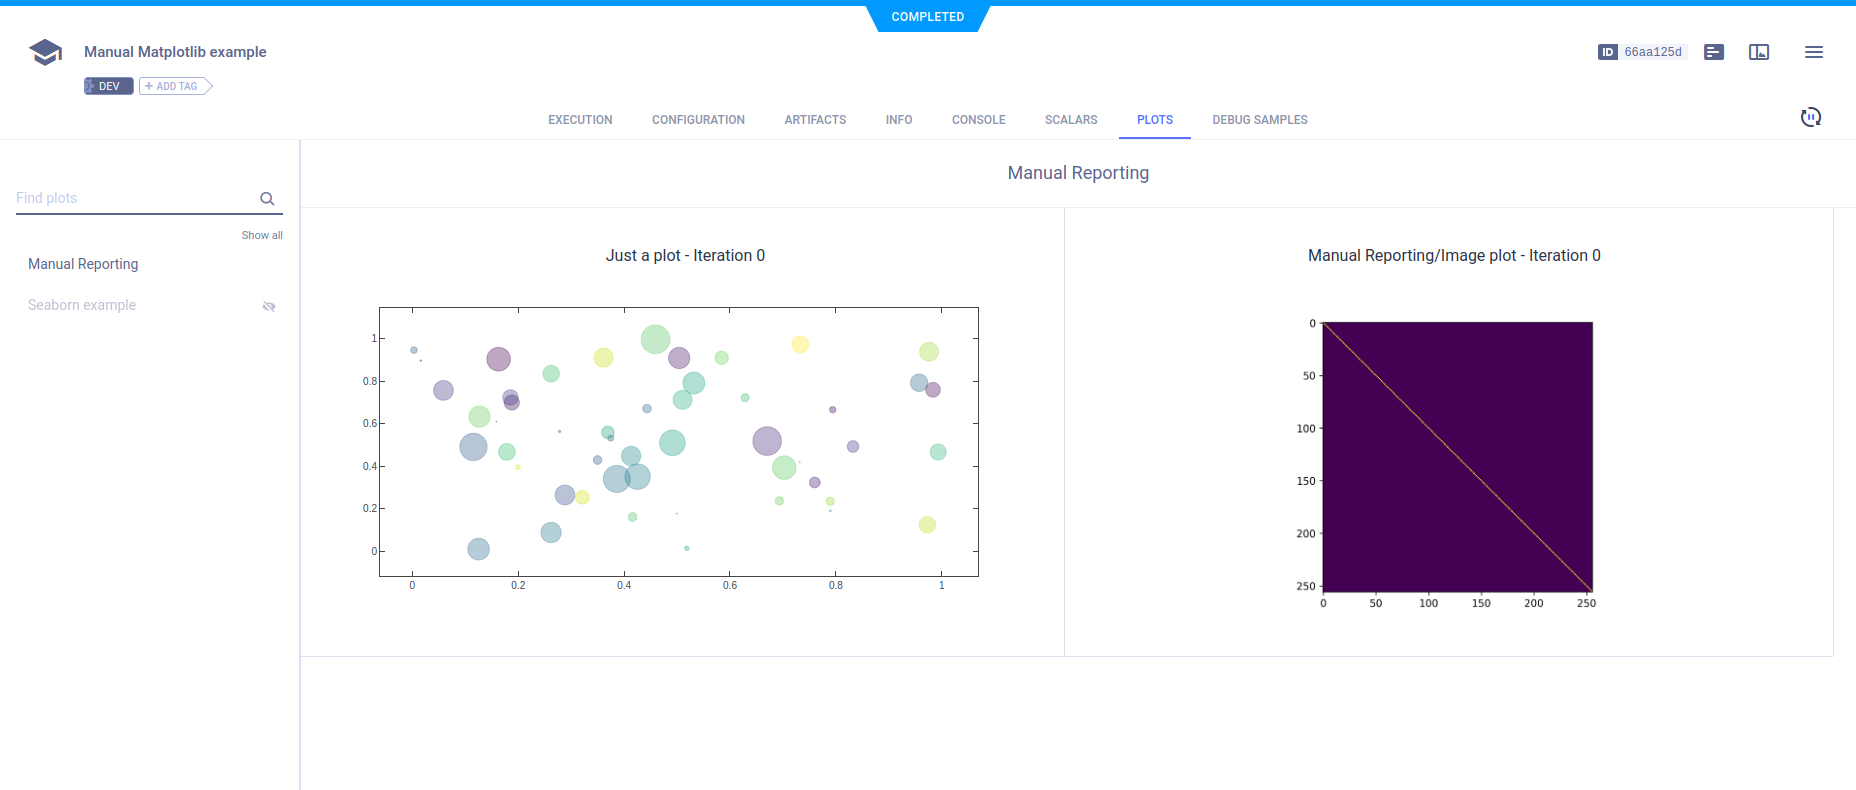 COMPLETED
Manual Matplotlib example
ID 66aa125d
DEV
+ ADD TAG
EXECUTION CONFIGURATION ARTIFACTS INFO CONSOLE SCALARS PLOTS DEBUG SAMPLES
Manual Reporting
Find plots
Show all
Manual Reporting
Seaborn example
Just a plot - Iteration 0
1
0.8
0.6
0.4
0.2
0
0 0.2 0.4 0.6 0.8 1
Manual Reporting/Image plot - Iteration 0
0
50
100
150
200
250
0 50 100 150 200 250